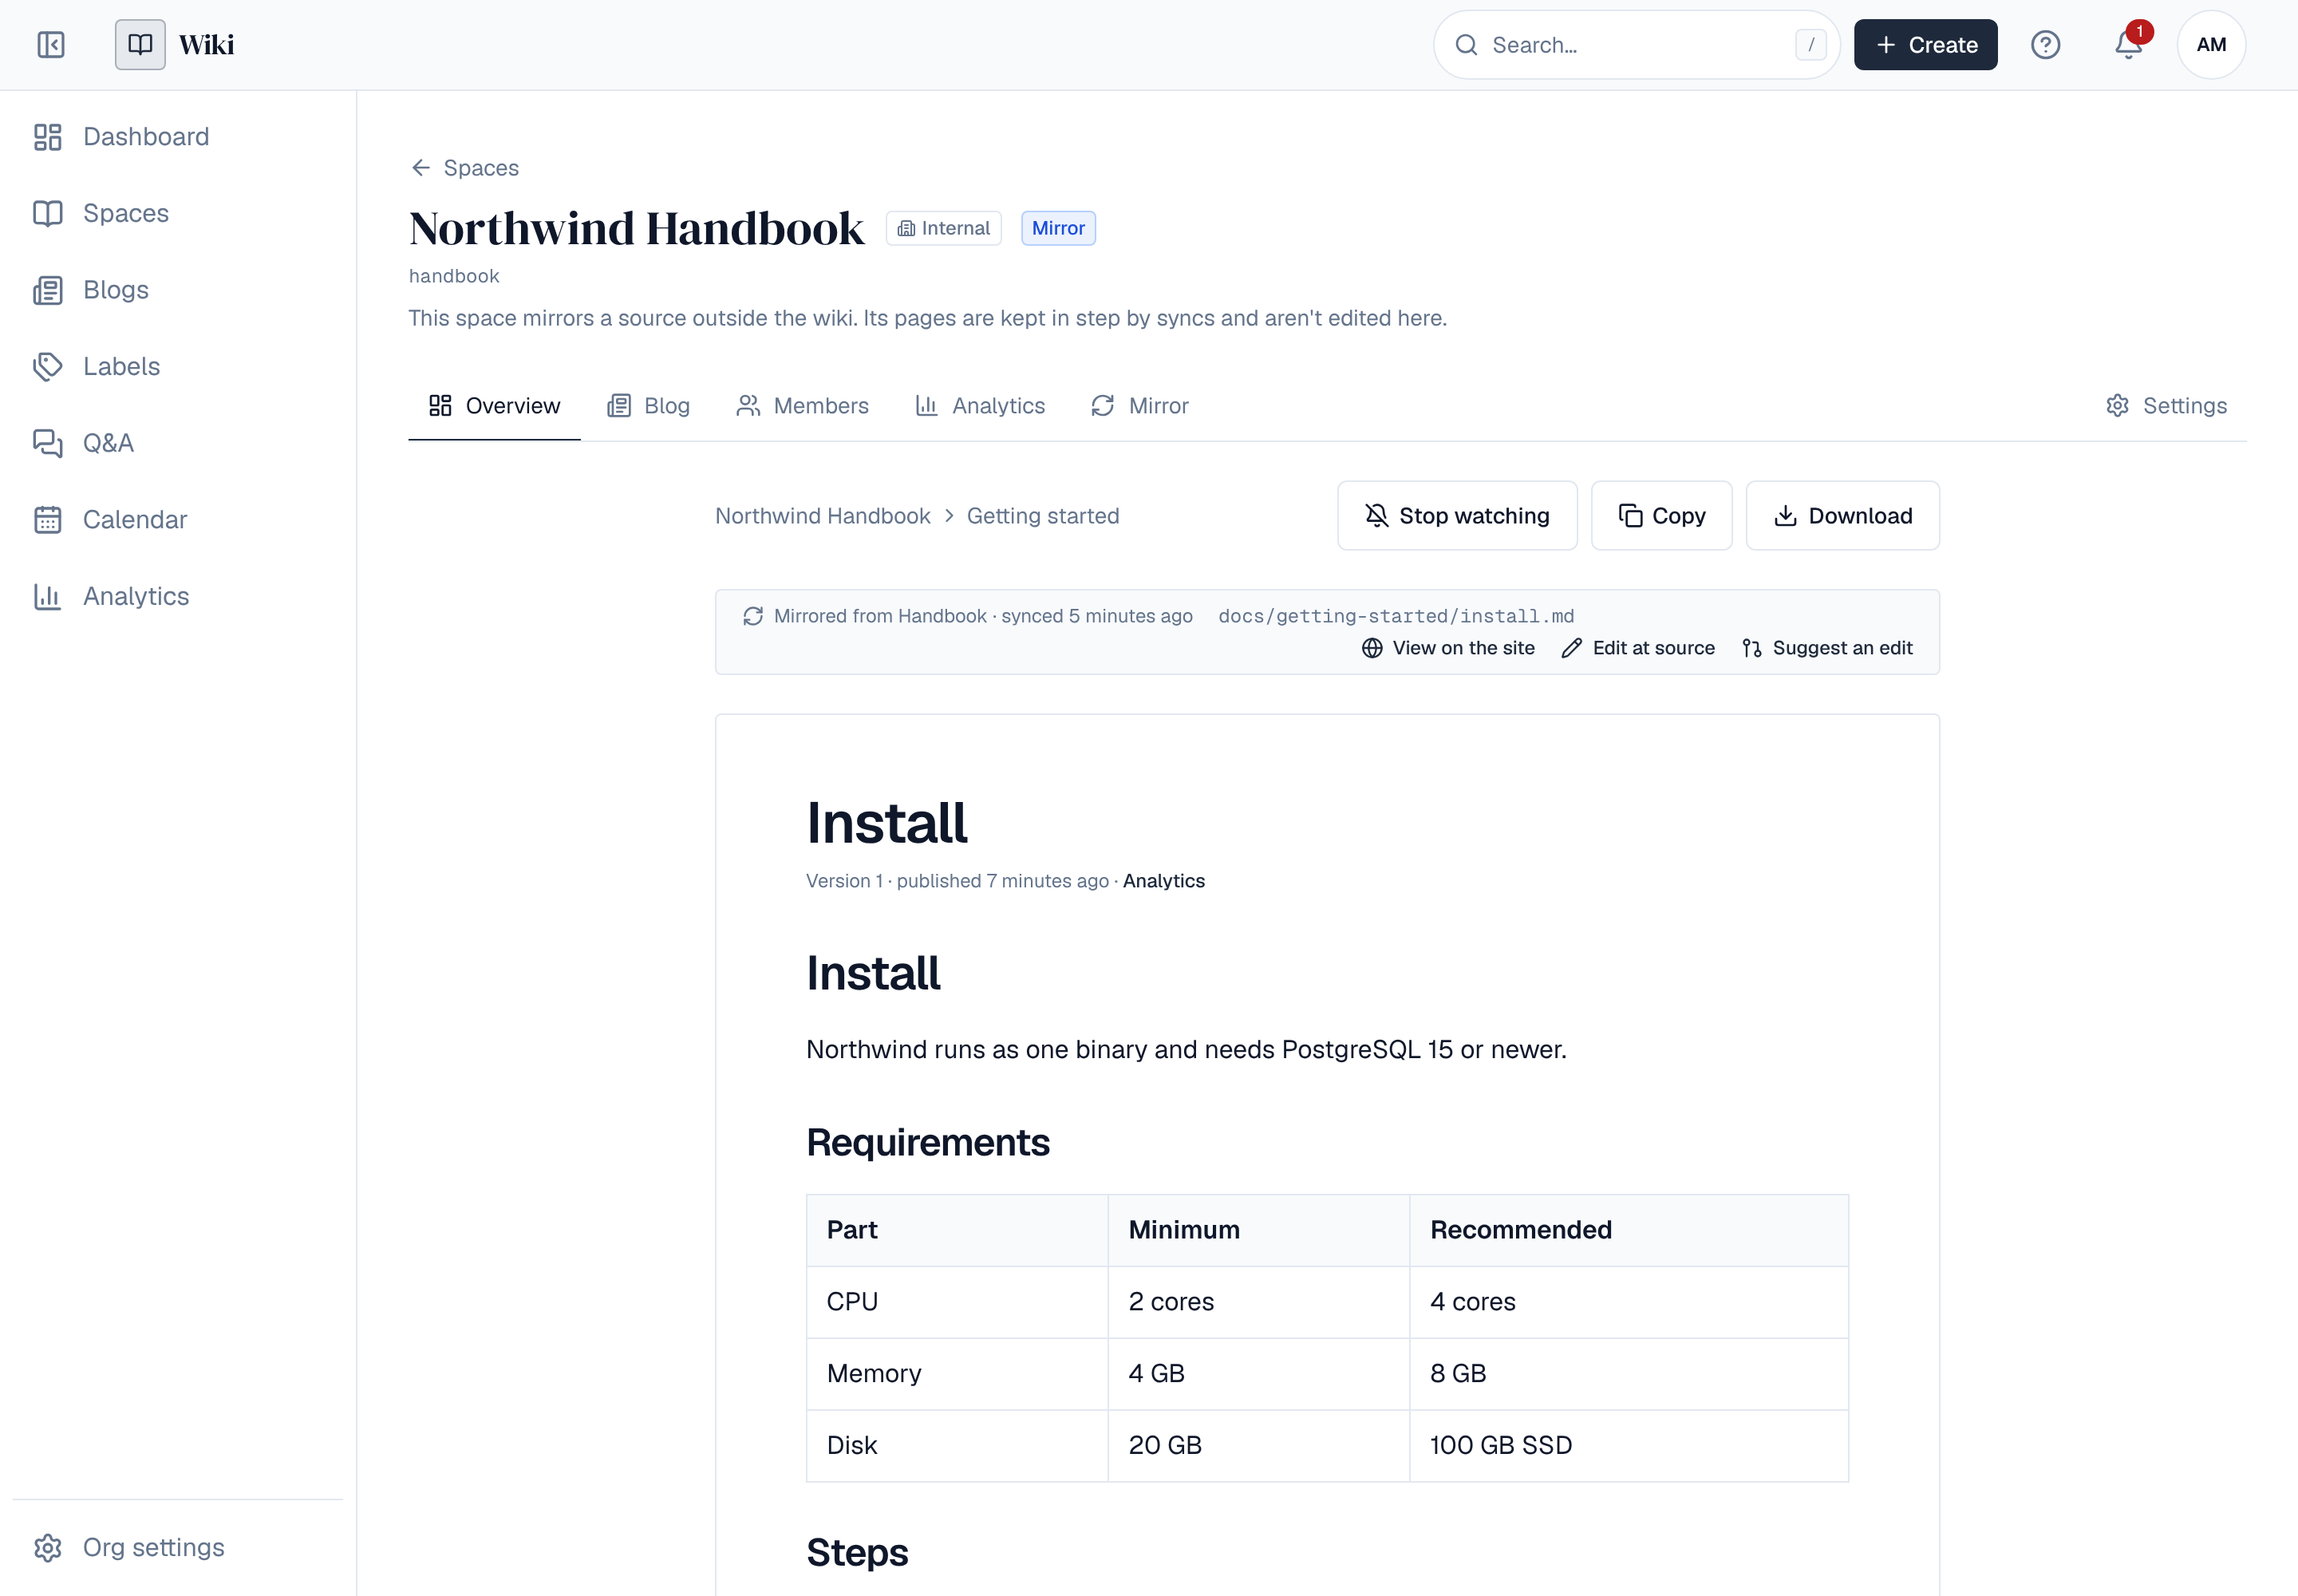 Wiki
Search...
/
Create
1
AM
Dashboard
Spaces
Blogs
Labels
Q&A
Calendar
Analytics
Org settings
Spaces
Northwind Handbook
Internal
Mirror
handbook
This space mirrors a source outside the wiki. Its pages are kept in step by syncs and aren't edited here.
Overview
Blog
Members
Analytics
Mirror
Settings
Northwind Handbook > Getting started
Stop watching
Copy
Download
Mirrored from Handbook · synced 5 minutes ago docs/getting-started/install.md
View on the site
Edit at source
Suggest an edit
Install
Version 1 · published 7 minutes ago · Analytics
Install
Northwind runs as one binary and needs PostgreSQL 15 or newer.
Requirements
Part Minimum Recommended
CPU 2 cores 4 cores
Memory 4 GB 8 GB
Disk 20 GB 100 GB SSD
Steps